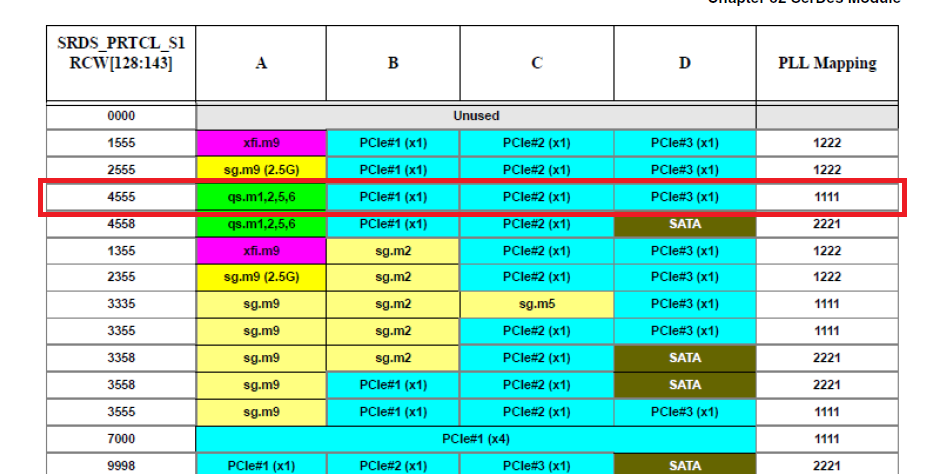 Chapter 32 SerDes Module
SRDS_PRTCL_S1 RCW[128:143] A B C D PLL Mapping
0000 Unused
1555 xfi.m9 PCIe#1 (x1) PCIe#2 (x1) PCIe#3 (x1) 1222
2555 sg.m9 (2.5G) PCIe#1 (x1) PCIe#2 (x1) PCIe#3 (x1) 1222
4555 qs.m1,2,5,6 PCIe#1 (x1) PCIe#2 (x1) PCIe#3 (x1) 1111
4558 qs.m1,2,5,6 PCIe#1 (x1) PCIe#2 (x1) SATA 2221
1355 xfi.m9 sg.m2 PCIe#2 (x1) PCIe#3 (x1) 1222
2355 sg.m9 (2.5G) sg.m2 PCIe#2 (x1) PCIe#3 (x1) 1222
3335 sg.m9 sg.m2 sg.m5 PCIe#3 (x1) 1111
3355 sg.m9 sg.m2 PCIe#2 (x1) PCIe#3 (x1) 1111
3358 sg.m9 sg.m2 PCIe#2 (x1) SATA 2221
3558 sg.m9 PCIe#1 (x1) PCIe#2 (x1) SATA 2221
3555 sg.m9 PCIe#1 (x1) PCIe#2 (x1) PCIe#3 (x1) 1111
7000 PCIe#1 (x4) 1111
9998 PCIe#1 (x1) PCIe#2 (x1) PCIe#3 (x1) SATA 2221